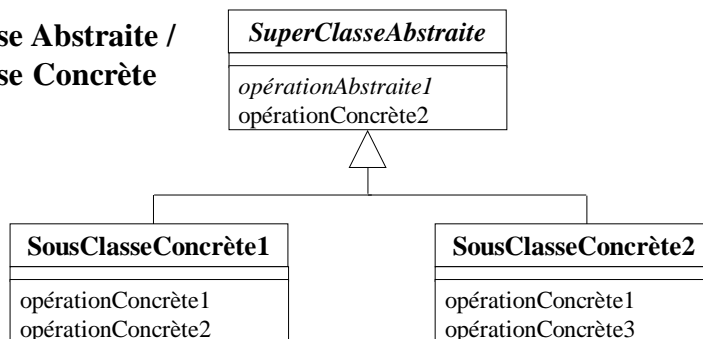 se Abstraite /
se Concrète
SuperClasseAbstraite
opérationAbstraite1
opérationConcrète2
SousClasseConcrète1
opérationConcrète1
opérationConcrète2
SousClasseConcrète2
opérationConcrète1
opérationConcrète3